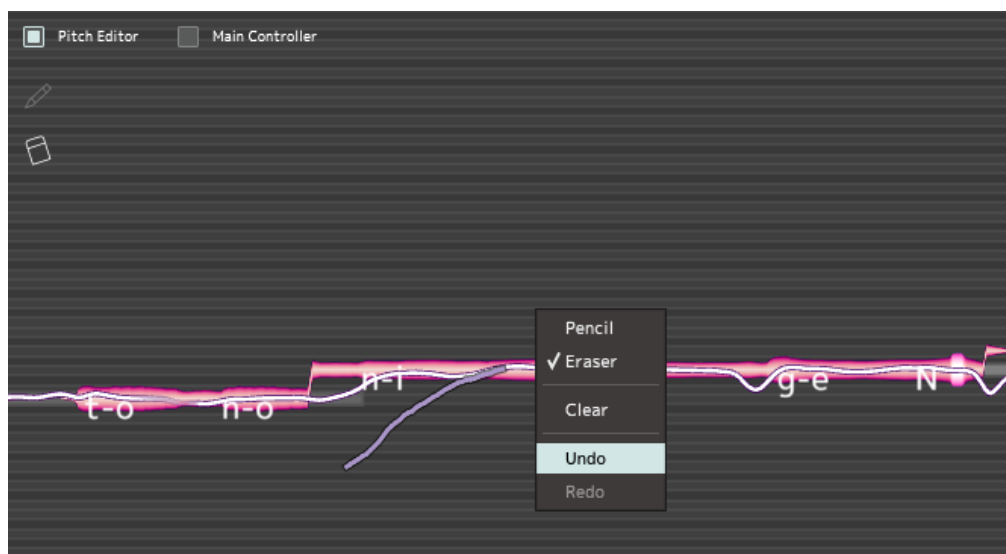 Pitch Editor Main Controller
Pencil
✓ Eraser
n-i
g-e N
t-o n-o
Clear
Undo
Redo